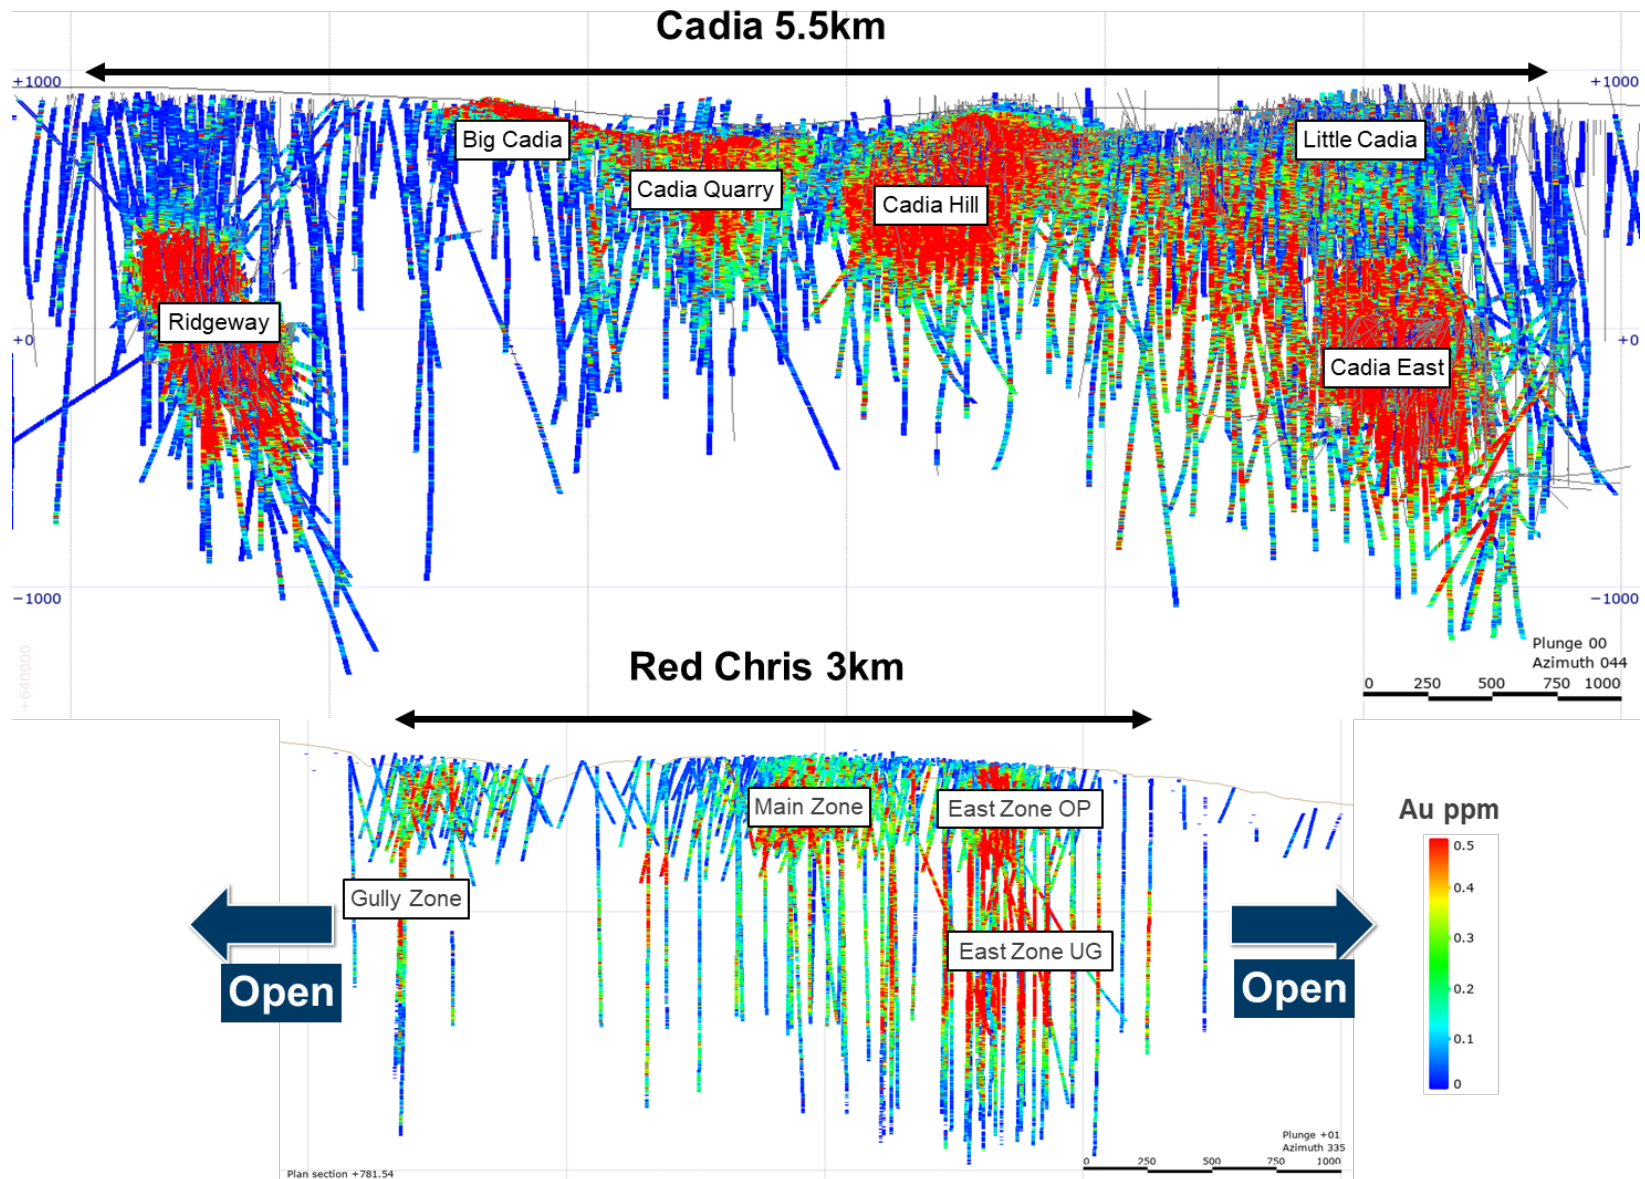 Cadia 5.5km
+1000
+1000
Big Cadia
Little Cadia
Cadia Quarry
Cadia Hill
Ridgeway
+0
+0
Cadia East
−1000
−1000
+640000
Plunge 00
Azimuth 044
0 250 500 750 1000
Red Chris 3km
Main Zone
East Zone OP
Au ppm
0.5
0.4
0.3
0.2
0.1
0
Gully Zone
East Zone UG
Open
Open
Plunge +01
Azimuth 335
0 250 500 750 1000
Plan section +781.54